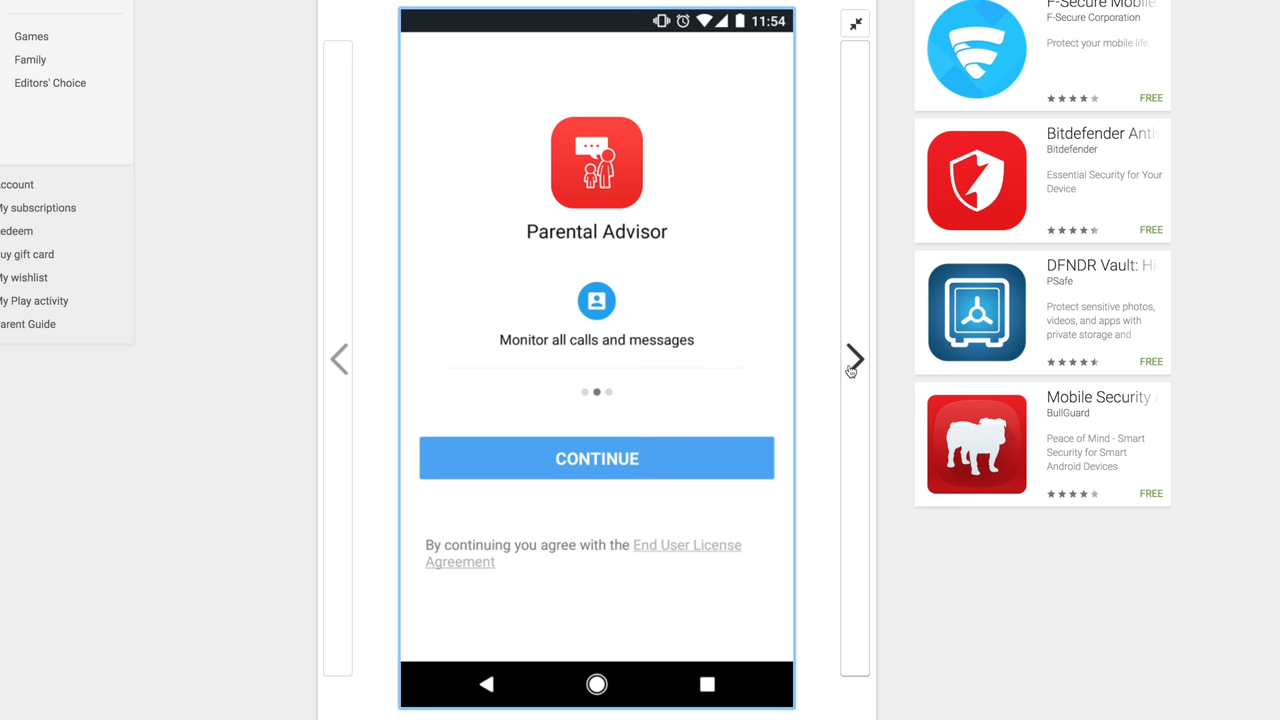 Games
Family
Editors' Choice
ccount
My subscriptions
edeem
uy gift card
My wishlist
My Play activity
arent Guide
11:54
Parental Advisor
Monitor all calls and messages
CONTINUE
By continuing you agree with the End User License
Agreement
F-Secure Mobile
F-Secure Corporation
Protect your mobile life.
FREE
Bitdefender Anti
Bitdefender
Essential Security for Your
Device
FREE
DFNDR Vault: Hi
PSafe
Protect sensitive photos,
videos, and apps with
private storage and
FREE
Mobile Security a
BullGuard
Peace of Mind - Smart
Security for Smart
Android Devices
FREE